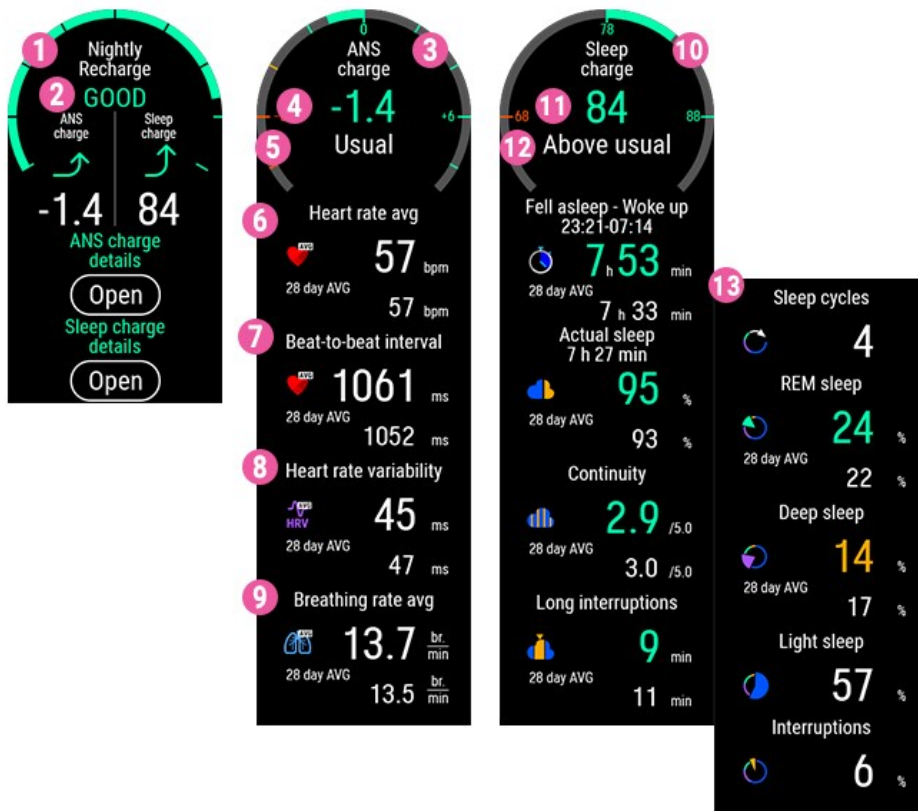 1
Nightly
Recharge
2
GOOD
ANS
charge
Sleep
charge
-1.4
84
ANS charge
details
Open
Sleep charge
details
Open
0
3
ANS
charge
4
-1.4
+6
5
Usual
6
Heart rate avg
AVG
57 bpm
28 day AVG
57 bpm
7
Beat-to-beat interval
AVG
1061 ms
28 day AVG
1052 ms
8
Heart rate variability
AVG
HRV
45 ms
28 day AVG
47 ms
9
Breathing rate avg
AVG
13.7 br./min
28 day AVG
13.5 br./min
78
10
Sleep
charge
68
11
84
88
12
Above usual
Fell asleep - Woke up
23:21-07:14
7 h 53 min
28 day AVG
7 h 33 min
Actual sleep
7 h 27 min
95 %
28 day AVG
93 %
Continuity
2.9 /5.0
28 day AVG
3.0 /5.0
Long interruptions
9 min
28 day AVG
11 min
13
Sleep cycles
4
REM sleep
24 %
28 day AVG
22 %
Deep sleep
14 %
28 day AVG
17 %
Light sleep
57 %
Interruptions
6 %